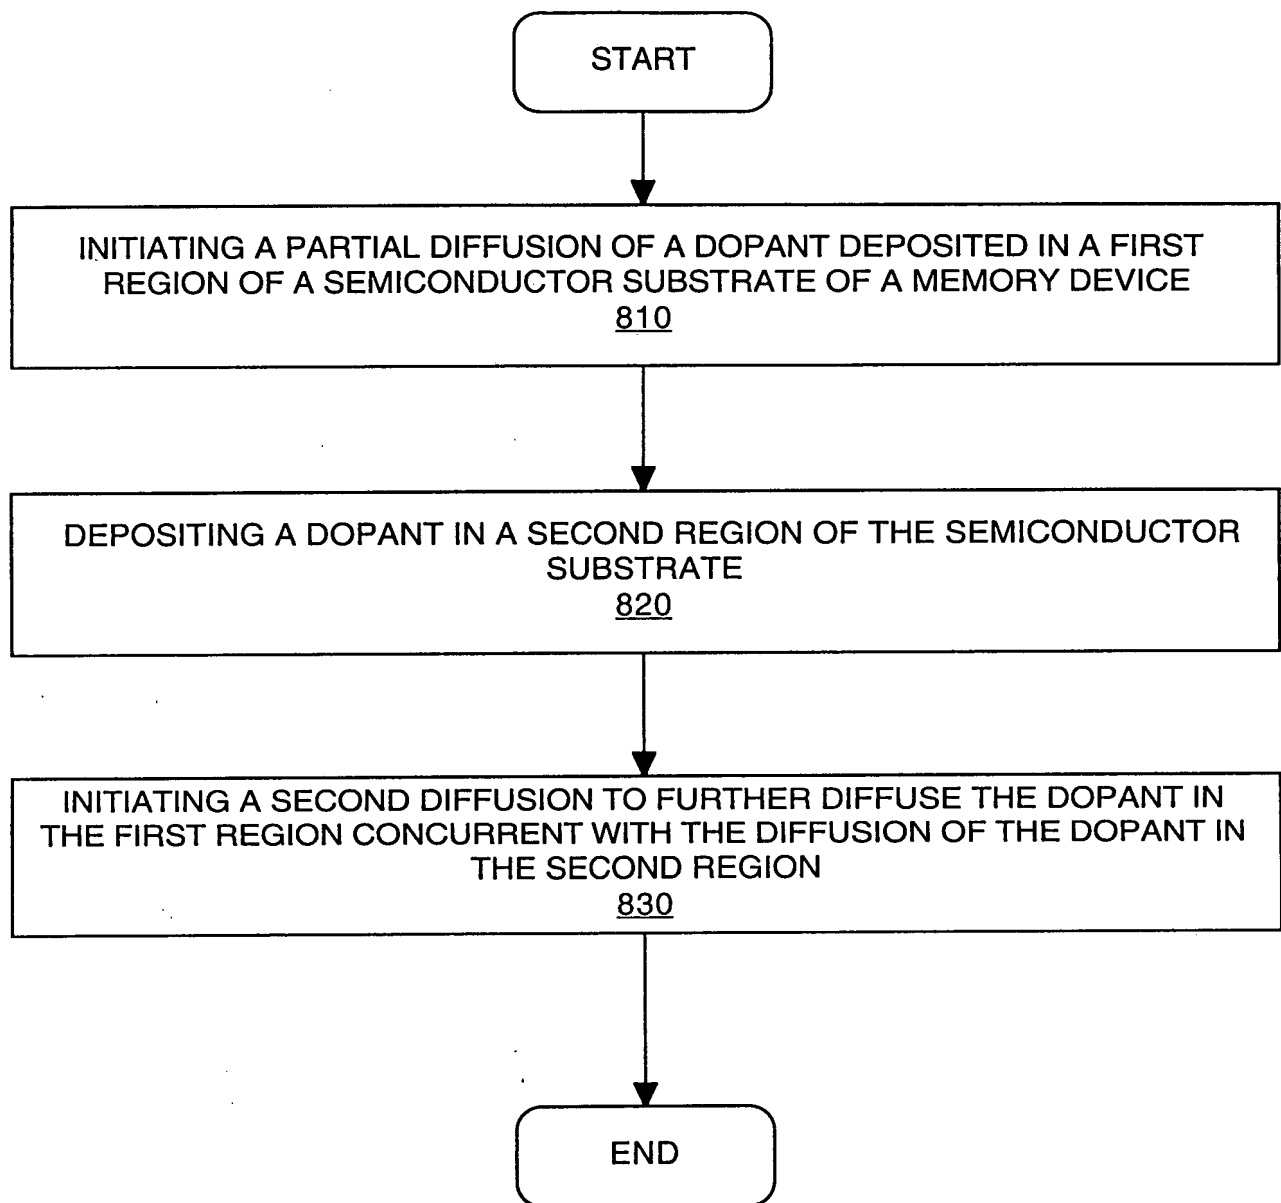 START
INITIATING A PARTIAL DIFFUSION OF A DOPANT DEPOSITED IN A FIRST
REGION OF A SEMICONDUCTOR SUBSTRATE OF A MEMORY DEVICE
810
DEPOSITING A DOPANT IN A SECOND REGION OF THE SEMICONDUCTOR
SUBSTRATE
820
INITIATING A SECOND DIFFUSION TO FURTHER DIFFUSE THE DOPANT IN
THE FIRST REGION CONCURRENT WITH THE DIFFUSION OF THE DOPANT IN
THE SECOND REGION
830
END